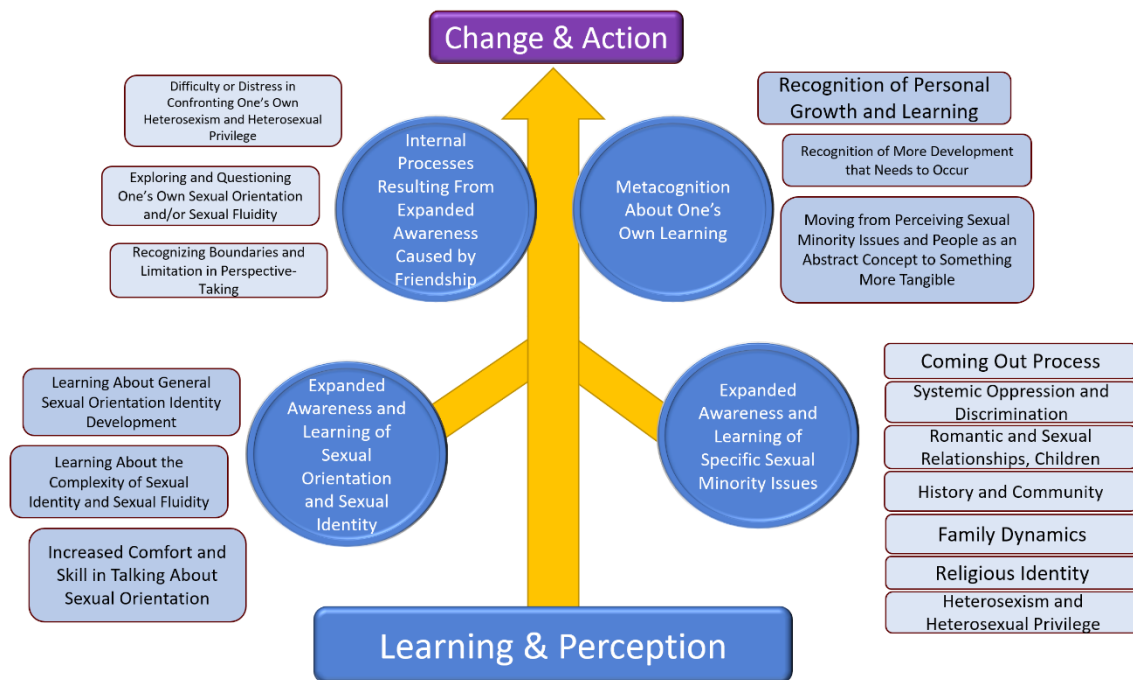 Change & Action
Difficulty or Distress in
Confronting One's Own
Heterosexism and Heterosexual
Privilege
Exploring and Questioning
One's Own Sexual Orientation
and/or Sexual Fluidity
Recognizing Boundaries and
Limitation in Perspective-
Taking
Internal
Processes
Resulting From
Expanded
Awareness
Caused by
Friendship
Metacognition
About One's
Own Learning
Recognition of Personal
Growth and Learning
Recognition of More Development
that Needs to Occur
Moving from Perceiving Sexual
Minority Issues and People as an
Abstract Concept to Something
More Tangible
Learning About General
Sexual Orientation Identity
Development
Learning About the
Complexity of Sexual
Identity and Sexual Fluidity
Increased Comfort and
Skill in Talking About
Sexual Orientation
Expanded
Awareness and
Learning of
Sexual
Orientation
and Sexual
Identity
Expanded
Awareness and
Learning of
Specific Sexual
Minority Issues
Coming Out Process
Systemic Oppression and
Discrimination
Romantic and Sexual
Relationships, Children
History and Community
Family Dynamics
Religious Identity
Heterosexism and
Heterosexual Privilege
Learning & Perception